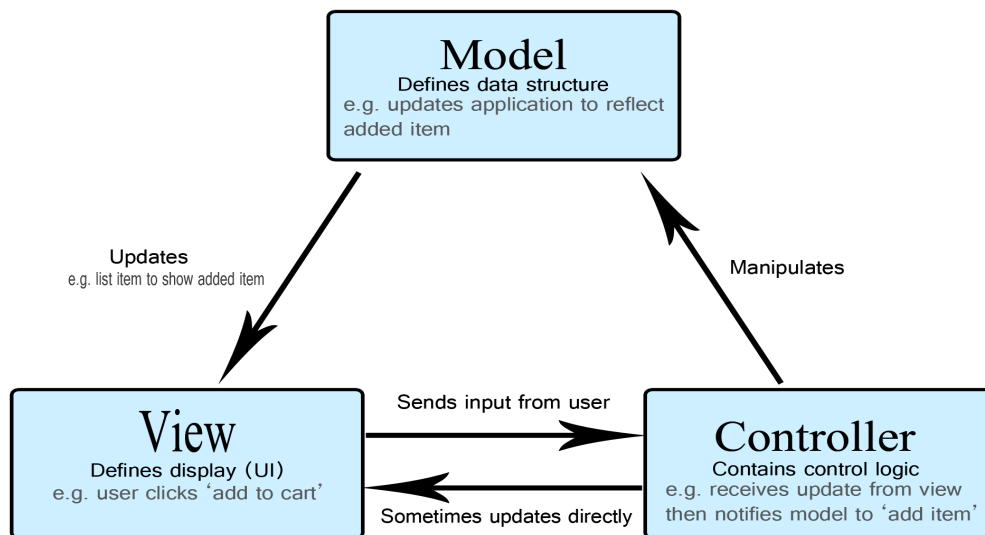 Model
Defines data structure
e.g. updates application to reflect
added item
Updates
e.g. list item to show added item
Manipulates
View
Defines display (UI)
e.g. user clicks ‘add to cart’
Sends input from user
Sometimes updates directly
Controller
Contains control logic
e.g. receives update from view
then notifies model to ‘add item’